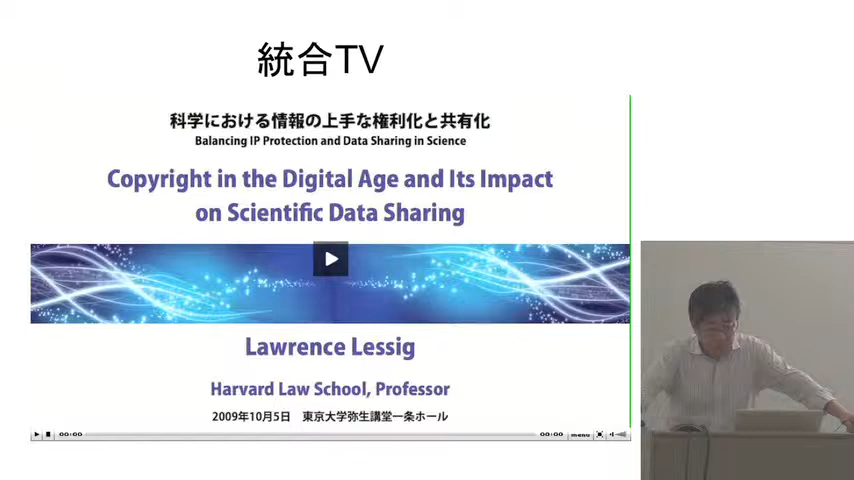 統合TV
科学における情報の上手な権利化と共有化
Balancing IP Protection and Data Sharing in Science
Copyright in the Digital Age and Its Impact
on Scientific Data Sharing
Lawrence Lessig
Harvard Law School, Professor
2009年10月5日 東京大学弥生講堂一条ホール
00:00 00:00 menu